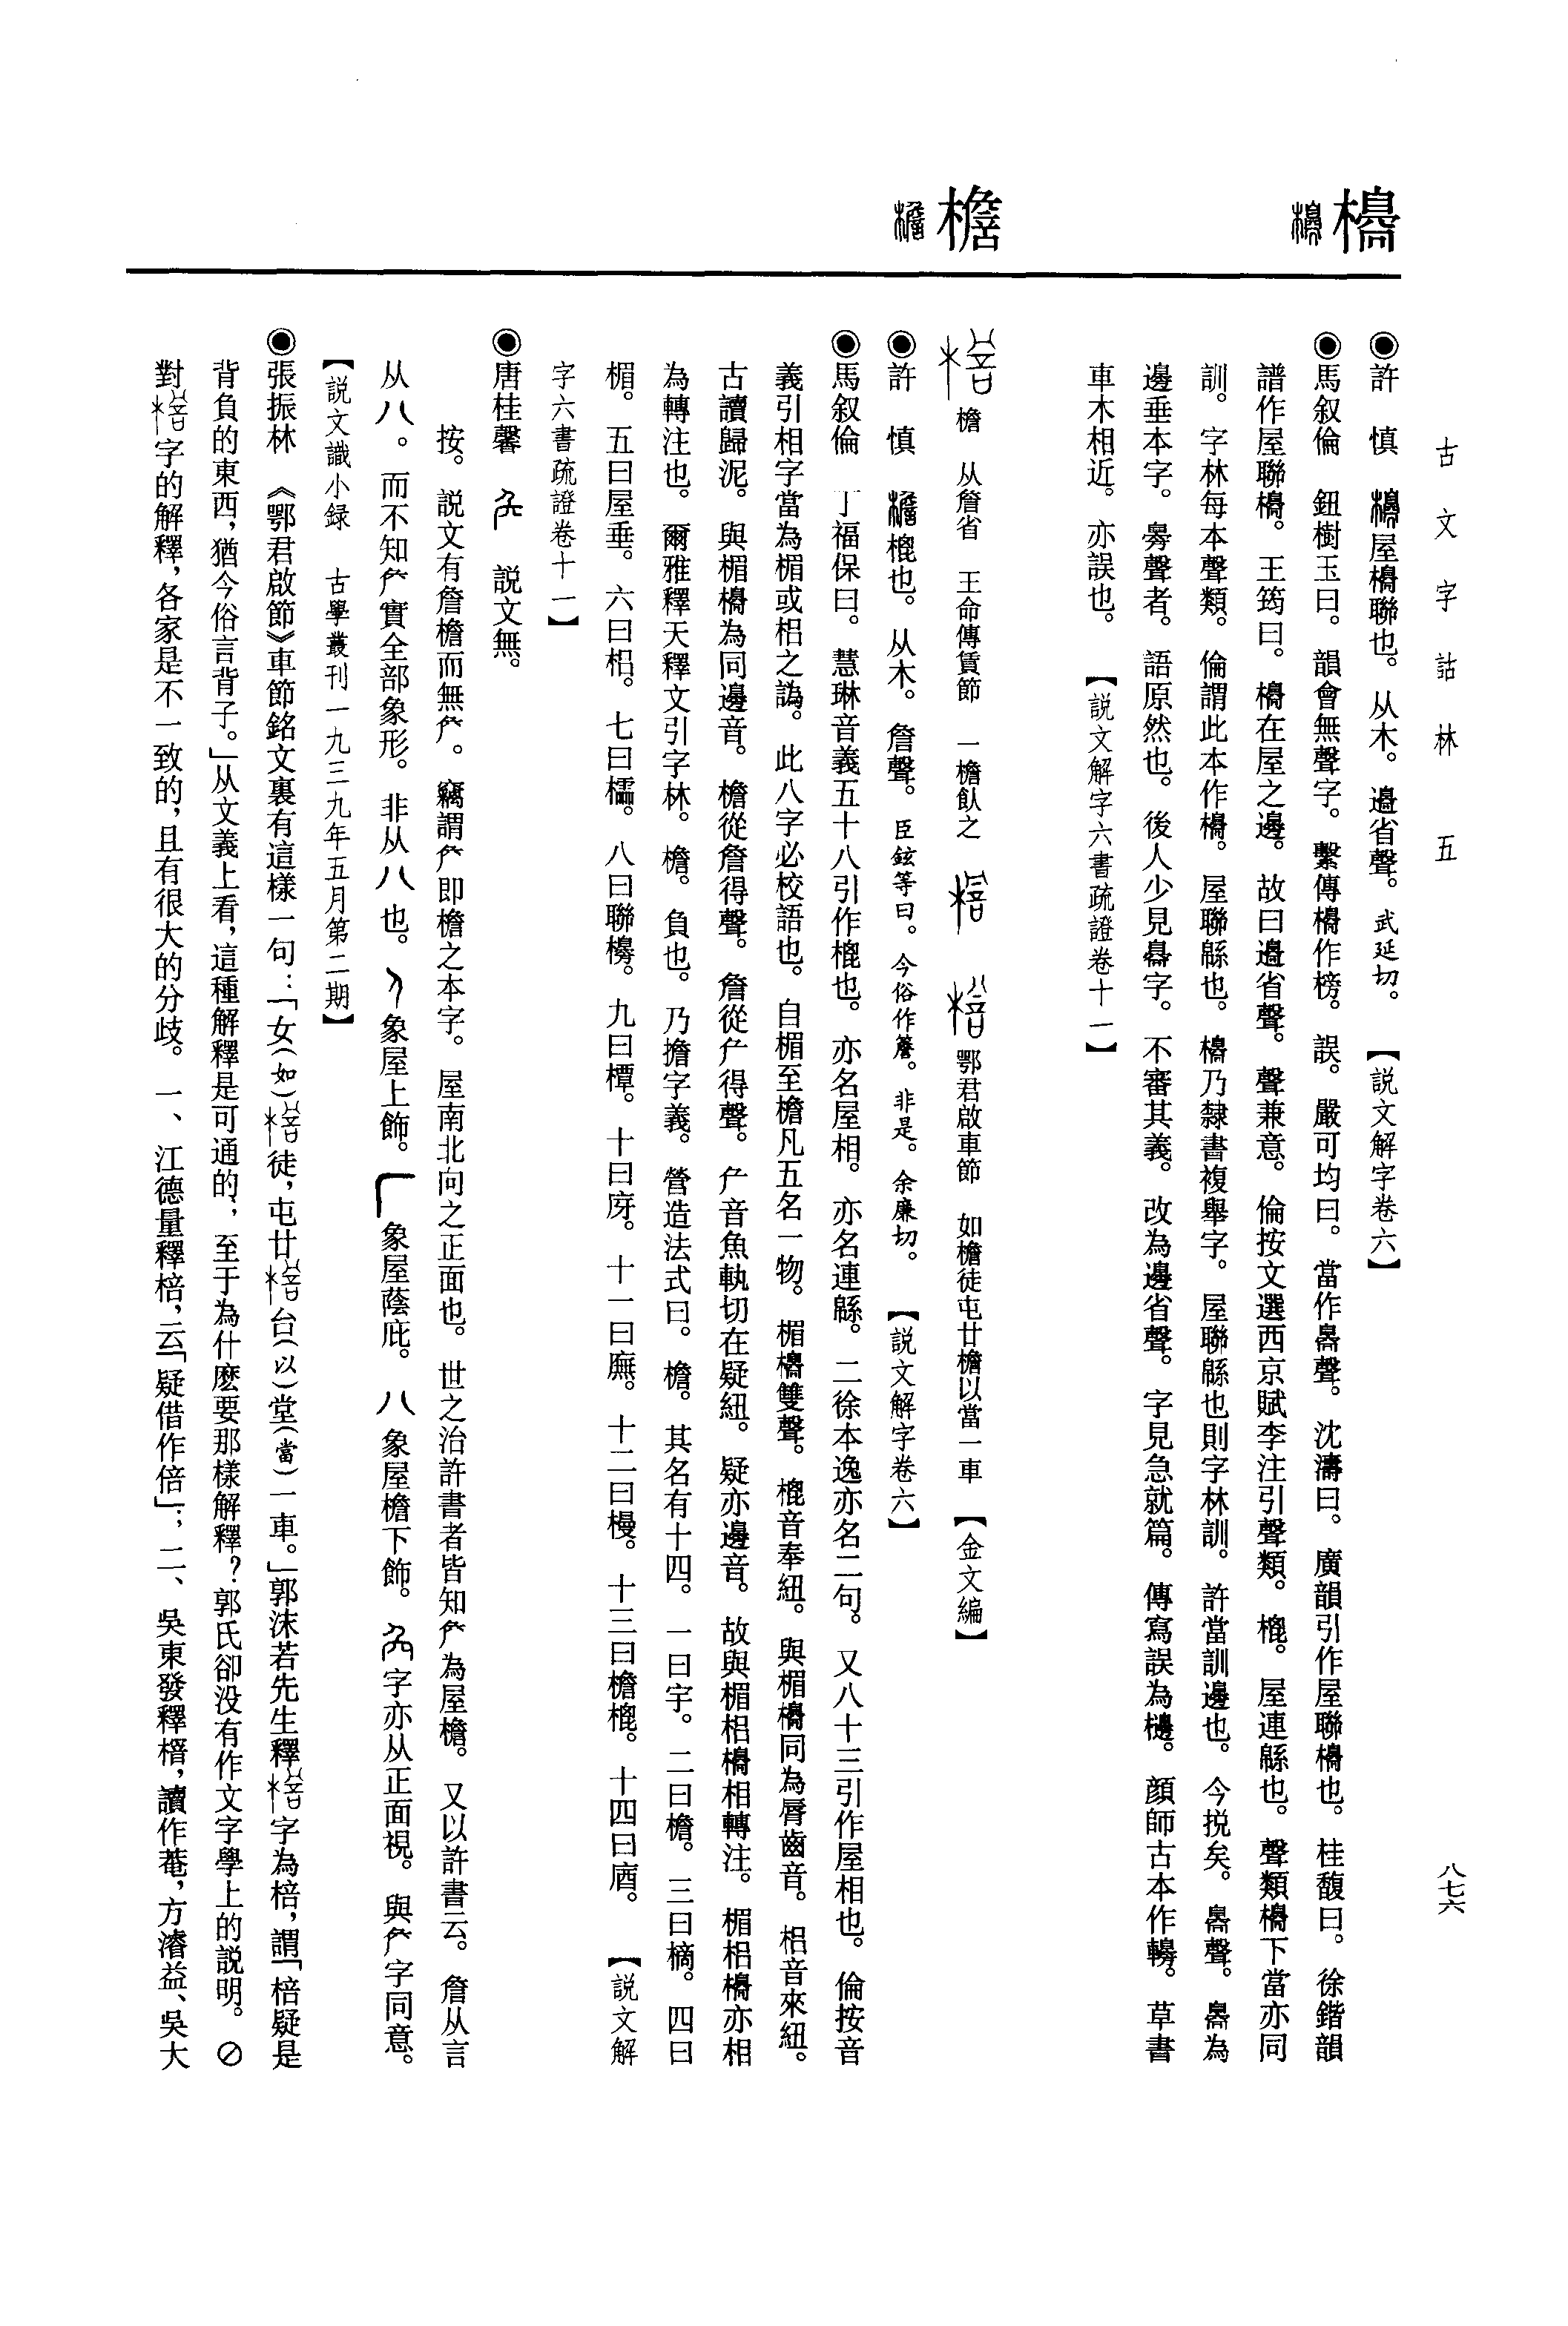 古文字詁林 五
八七六
櫋
●許 慎 屋櫋聯也。从木。邊省聲。武延切。 【説文解字卷六】
●馬叙倫 鈕樹玉曰。韻會無聲字。繫傳櫋作榜。誤。嚴可均曰。當作臱聲。沈濤曰。廣韻引作屋聯櫋也。桂馥曰。徐鍇韻
譜作屋聯櫋。王筠曰。櫋在屋之邊。故曰邊省聲。聲兼意。倫按文選西京賦李注引聲類。櫋。屋連緜也。聲類櫋下當亦同
訓。字林每本聲類。倫謂此本作櫋。屋聯緜也。櫋乃隸書複舉字。屋聯緜也則字林訓。許當訓邊也。今挩矣。臱聲。臱為
邊垂本字。臱聲者。語原然也。後人少見臱字。不審其義。改為邊省聲。字見急就篇。傳寫誤為。顔師古本作。草書
車木相近。亦誤也。 【説文解字六書疏證卷十一】
檐
檐 从詹省 王命傳賃節 一檐飤之 鄂君啟車節 如檐徒屯廿檐以當一車 【金文編】
●許 慎 㮰也。从木。詹聲。臣鉉等曰。今俗作簷。非是。余廉切。 【説文解字卷六】
●馬叙倫 丁福保曰。慧琳音義五十八引作㮰也。亦名屋梠。亦名連緜。二徐本逸亦名二句。又八十三引作屋梠也。倫按音
義引相字當為楣或梠之譌。此八字必校語也。自楣至檐凡五名一物。楣櫋雙聲。㮰音奉紐。與楣櫋同為脣齒音。梠音來紐。
古讀歸泥。與楣櫋為同邊音。檐從詹得聲。詹從厃得聲。厃音魚執切在疑紐。疑亦邊音。故與楣梠櫋相轉注。楣梠櫋亦相
為轉注也。爾雅釋天釋文引字林。檐。負也。乃擔字義。營造法式曰。檐。其名有十四。一曰宇。二曰檐。三曰樀。四曰
楣。五曰屋垂。六曰梠。七曰櫺。八曰聯櫋。九曰橝。十曰庌。十一曰廡。十二曰槾。十三曰檐㮰。十四曰庮。 【説文解
字六書疏證卷十一】
●唐桂馨 説文無。
按。説文有詹檐而無厃。竊謂厃即檐之本字。屋南北向之正面也。世之治許書者皆知厃為屋檐。又以許書云。詹从言
从八。而不知厃實全部象形。非从八也。象屋上飾。厂象屋蔭庇。八象屋檐下飾。字亦从正面視。與厃字同意。
【説文識小録 古學叢刊一九三九年五月第二期】
●張振林 《鄂君啟節》車節銘文裏有這樣一句：「女(如)徒，屯廿台(以)堂(當)一車。」郭沫若先生釋字為棓，謂「棓疑是
背負的東西，猶今俗言背子。」从文義上看，這種解釋是可通的；至于為什麽要那樣解釋？郭氏卻没有作文字學上的説明。⊘
對字的解釋，各家是不一致的，且有很大的分歧。一、江德量釋棓，云「疑借作倍」；二、吳東發釋㮯，讀作菴，方濬益、吳大